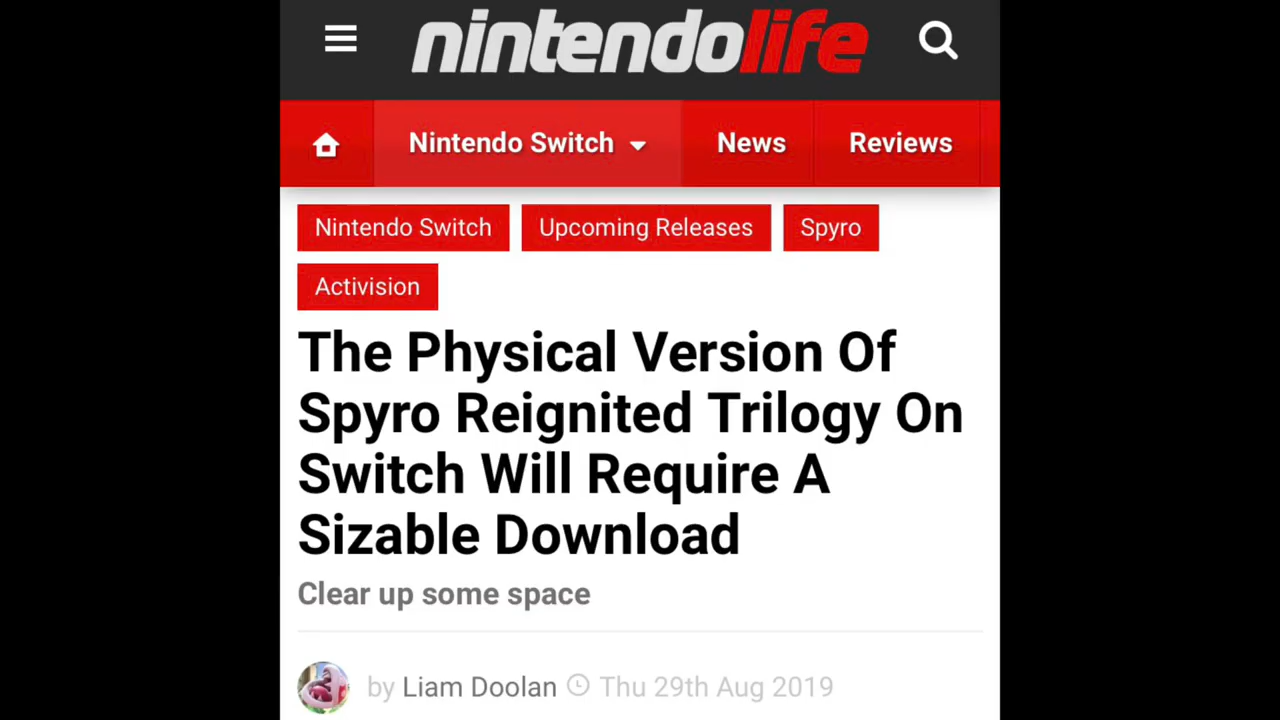 nintendolife
Nintendo Switch News Reviews
Nintendo Switch Upcoming Releases Spyro
Activision
The Physical Version Of
Spyro Reignited Trilogy On
Switch Will Require A
Sizable Download
Clear up some space
by Liam Doolan Thu 29th Aug 2019